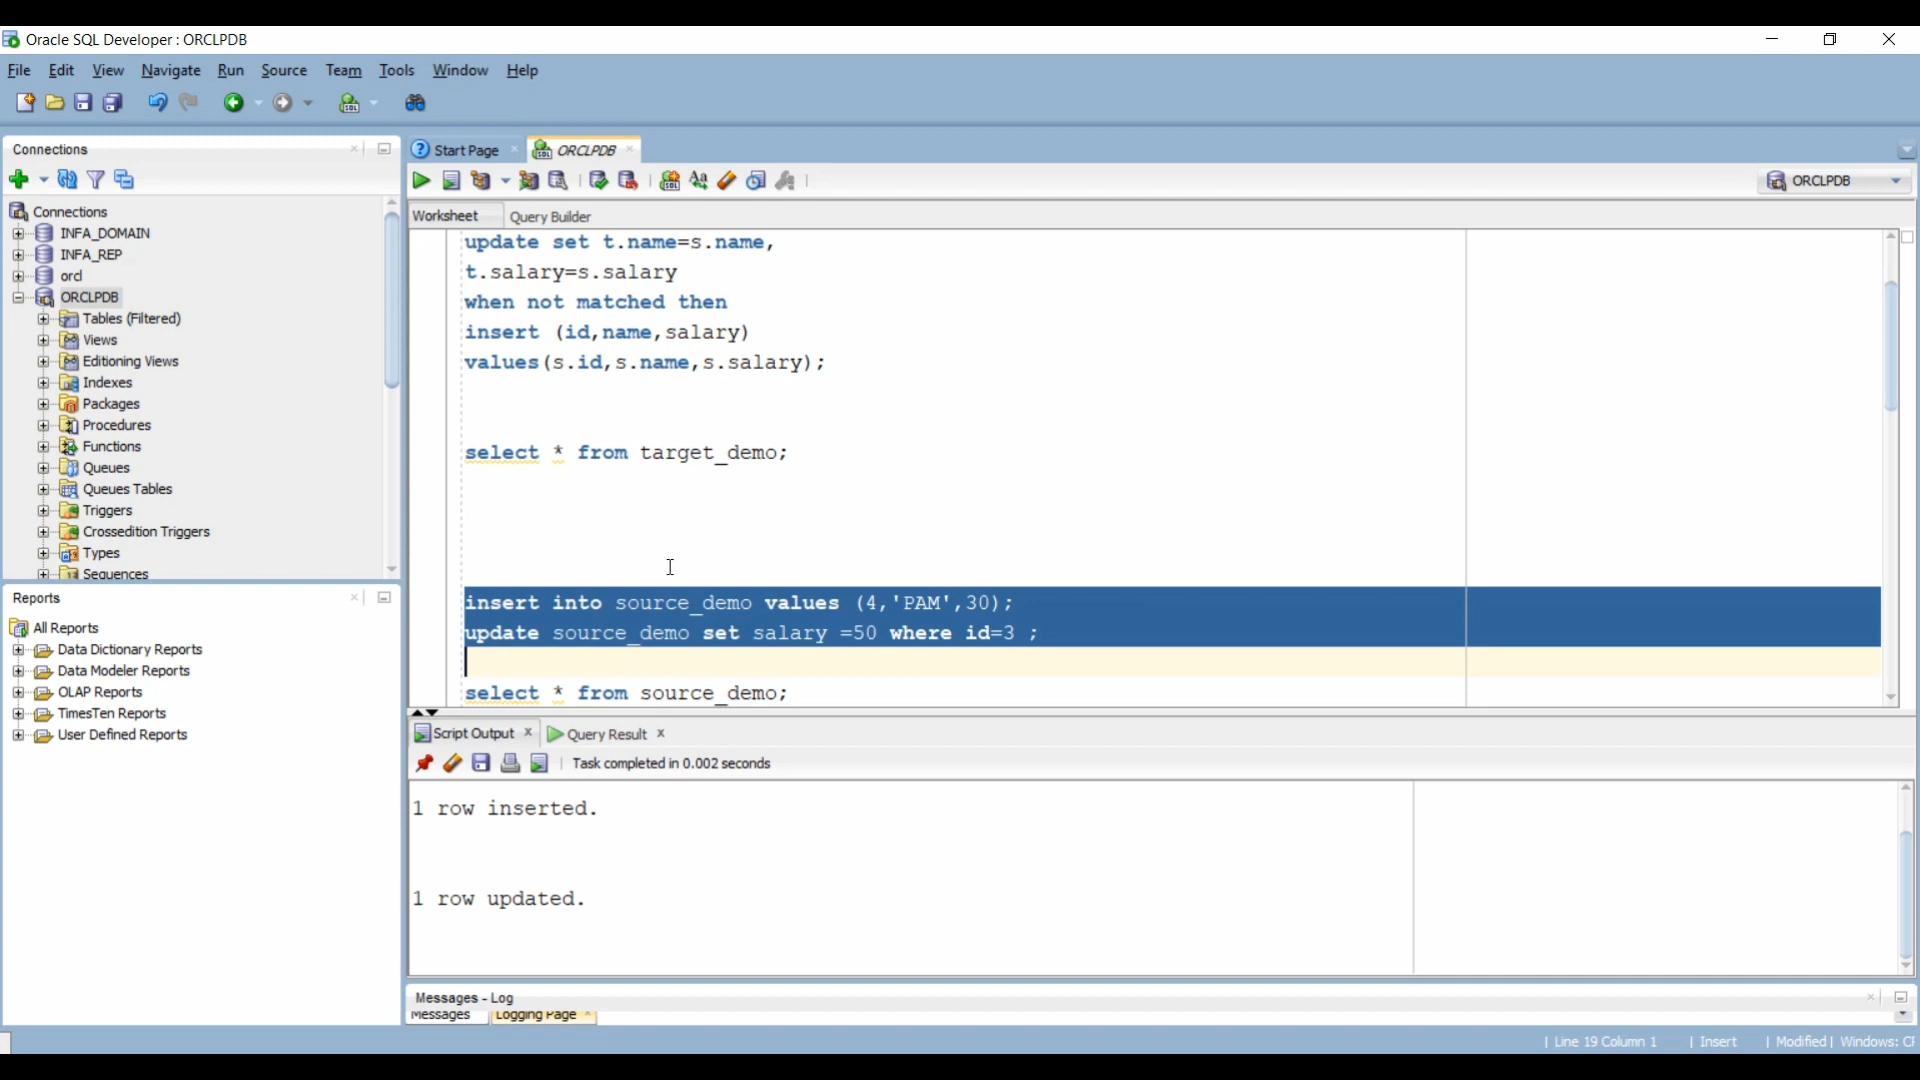 Oracle SQL Developer : ORCLPDB
File Edit View Navigate Run Source Team Tools Window Help
Connections
Start Page
ORCLPDB
ORCLPDB
Worksheet Query Builder
Connections
INFA_DOMAIN
INFA_REP
orcl
ORCLPDB
Tables (Filtered)
Views
Editioning Views
Indexes
Packages
Procedures
Functions
Queues
Queues Tables
Triggers
Crossedition Triggers
Types
Sequences
Reports
All Reports
Data Dictionary Reports
Data Modeler Reports
OLAP Reports
TimesTen Reports
User Defined Reports
update set t.name=s.name,
t.salary=s.salary
when not matched then
insert (id,name,salary)
values(s.id,s.name,s.salary);
select * from target_demo;
insert into source_demo values (4,'PAM',30);
update source_demo set salary =50 where id=3 ;
select * from source_demo;
Script Output Query Result
Task completed in 0.002 seconds
1 row inserted.
1 row updated.
Messages - Log
Messages Logging Page
Line 19 Column 1 Insert Modified Windows: CF